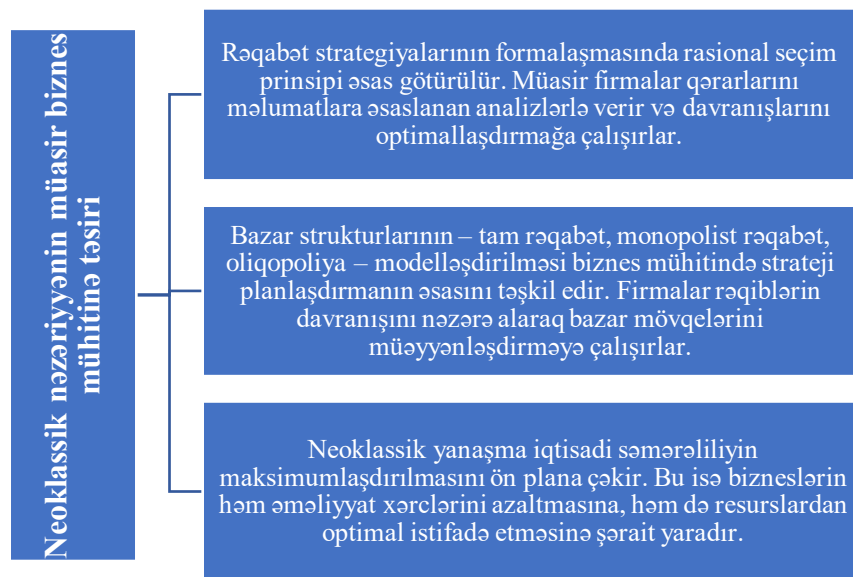 Neoklassik nəzəriyyənin müasir biznes
mühitinə təsiri
Rəqabət strategiyalarının formalaşmasında rasional seçim
prinsipi əsas götürülür. Müasir firmalar qərarlarını
məlumatlara əsaslanan analizlərlə verir və davranışlarını
optimallaşdırmağa çalışırlar.
Bazar strukturlarının – tam rəqabət, monopolist rəqabət,
oliqopoliya – modelləşdirilməsi biznes mühitində strateji
planlaşdırmanın əsasını təşkil edir. Firmalar rəqiblərin
davranışını nəzərə alaraq bazar mövqelərini
müəyyənləşdirməyə çalışırlar.
Neoklassik yanaşma iqtisadi səmərəliliyin
maksimumlaşdırılmasını ön plana çəkir. Bu isə bizneslərin
həm əməliyyat xərclərini azaltmasına, həm də resurslardan
optimal istifadə etməsinə şərait yaradır.